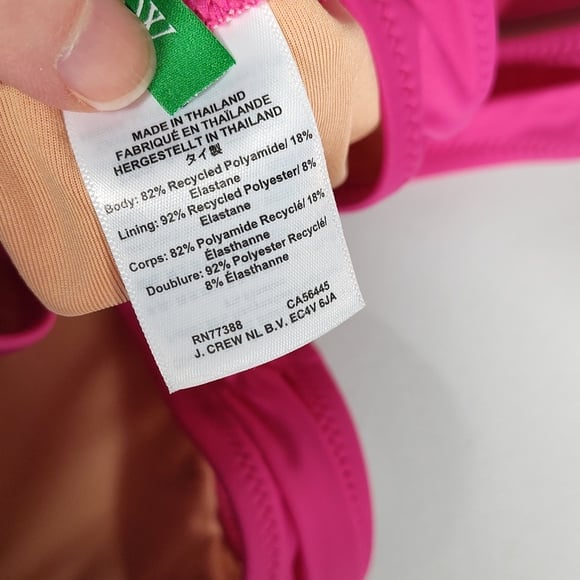 MADE IN THAILAND
FABRIQUÉ EN THAÏLANDE
HERGESTELLT IN THAILAND
タイ製
Body: 82% Recycled Polyamide/ 18%
Elastane
Lining: 92% Recycled Polyester/ 8%
Elastane
Corps: 82% Polyamide Recyclé/ 18%
Élasthanne
Doublure: 92% Polyester Recyclé/
8% Élasthanne
RN77388 CA56445
J. CREW NL B.V. EC4V 6JA